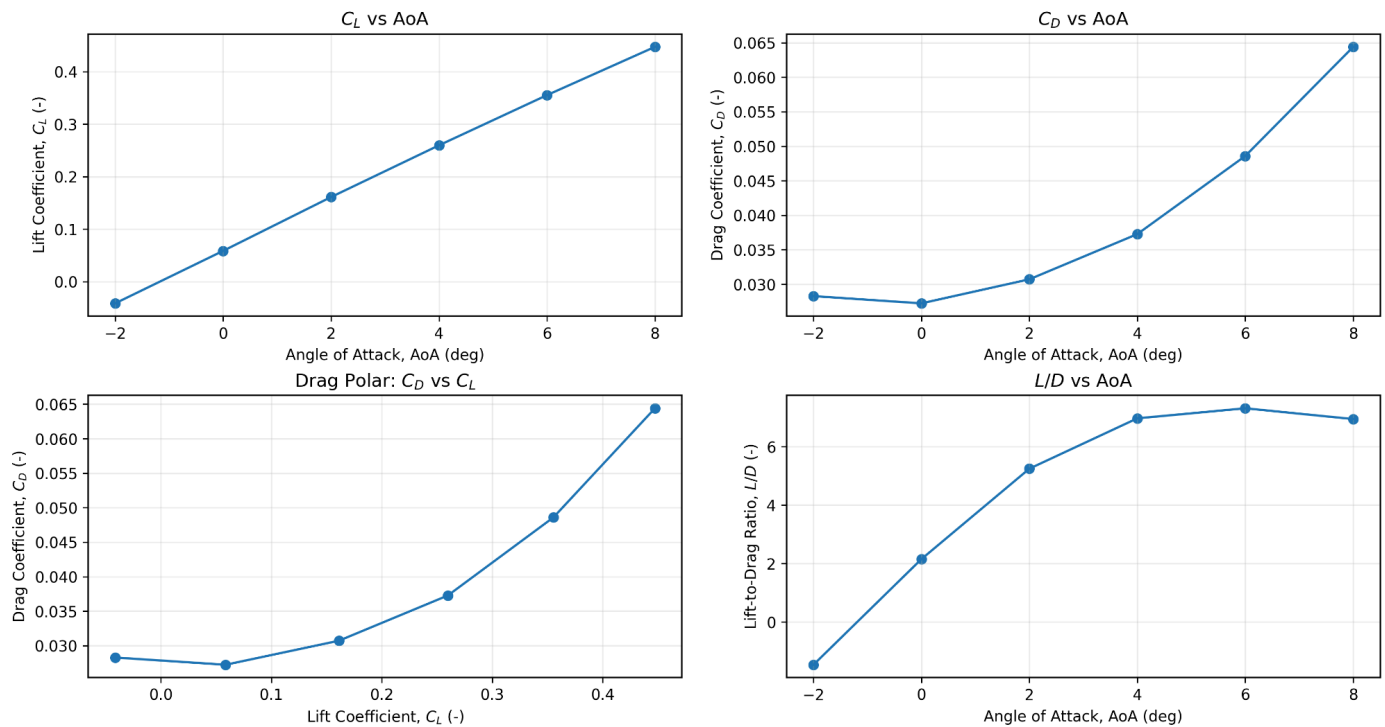 C_L vs AoA
Lift Coefficient, C_L (-)
0.4
0.3
0.2
0.1
0.0
−2 0 2 4 6 8
Angle of Attack, AoA (deg)
C_D vs AoA
Drag Coefficient, C_D (-)
0.065
0.060
0.055
0.050
0.045
0.040
0.035
0.030
−2 0 2 4 6 8
Angle of Attack, AoA (deg)
Drag Polar: C_D vs C_L
Drag Coefficient, C_D (-)
0.065
0.060
0.055
0.050
0.045
0.040
0.035
0.030
0.0 0.1 0.2 0.3 0.4
Lift Coefficient, C_L (-)
L/D vs AoA
Lift-to-Drag Ratio, L/D (-)
6
4
2
0
−2 0 2 4 6 8
Angle of Attack, AoA (deg)